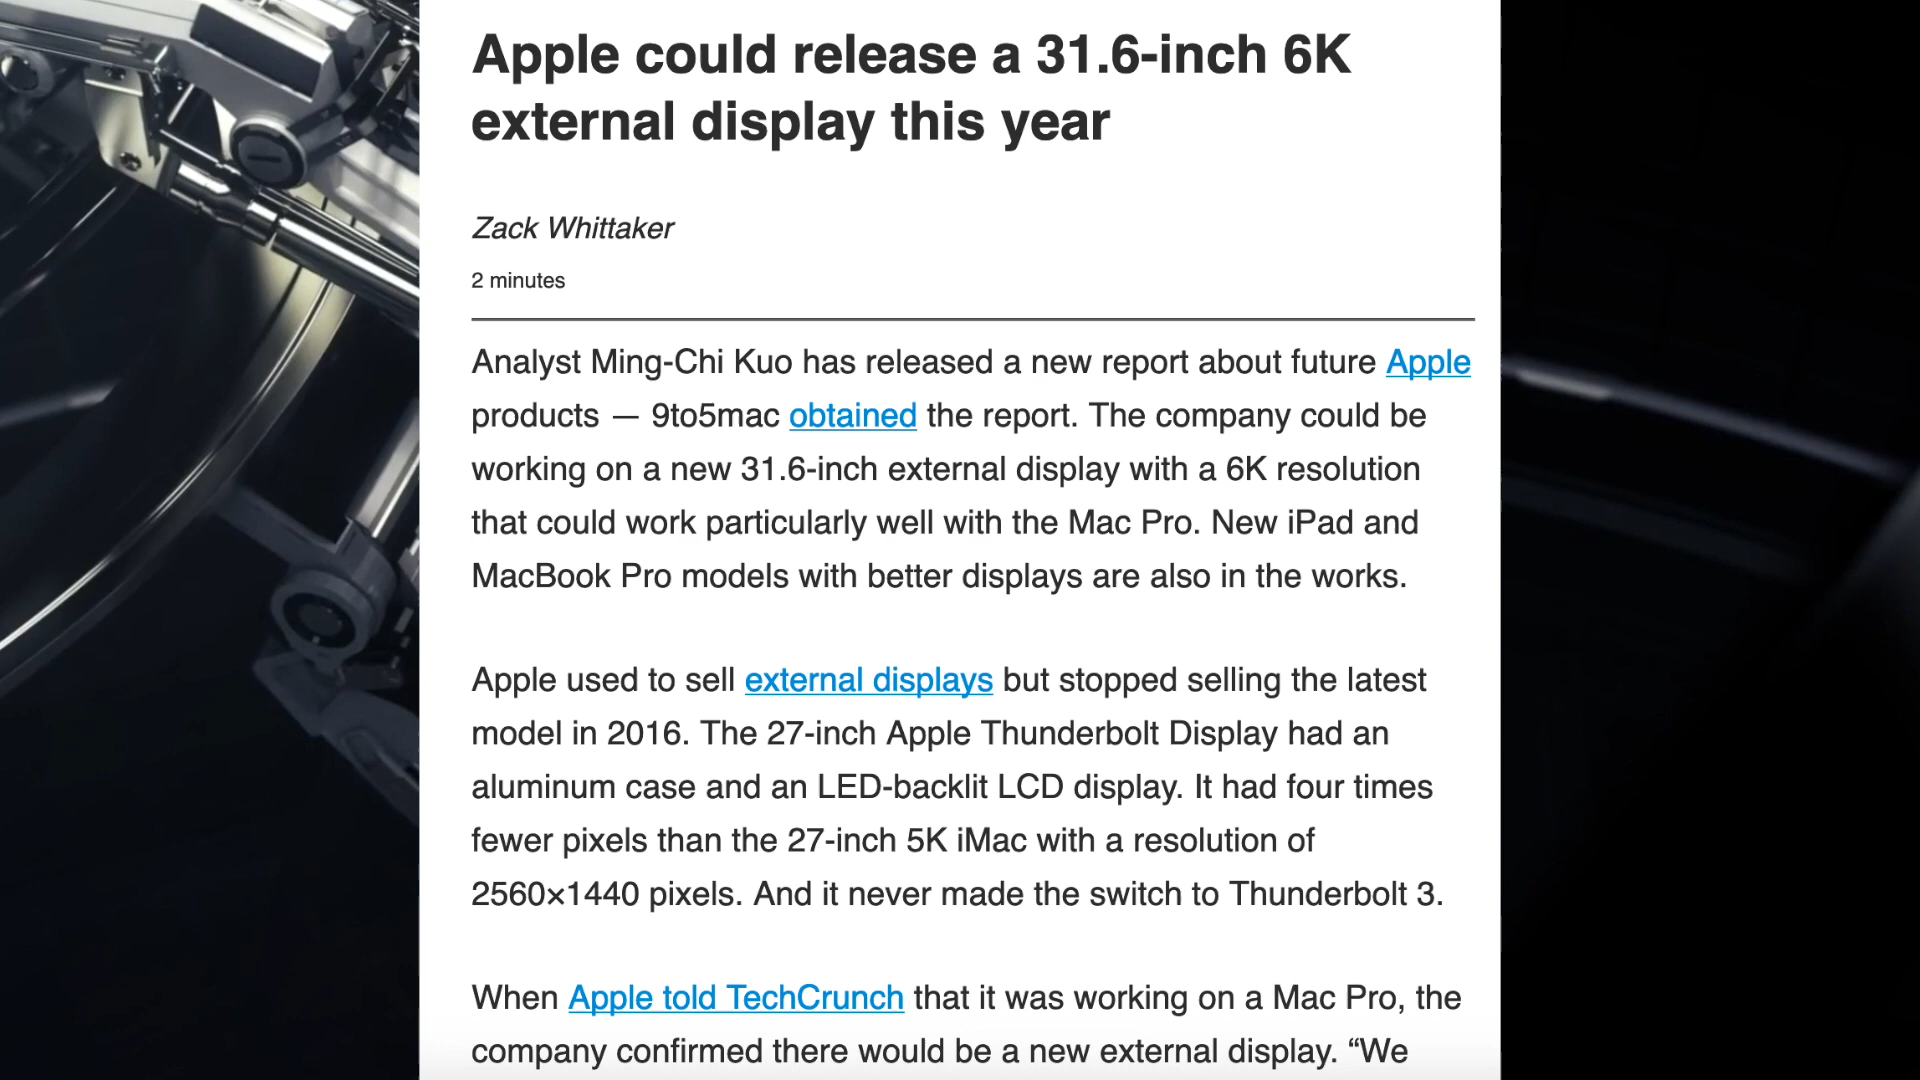 Apple could release a 31.6-inch 6K
external display this year
Zack Whittaker
2 minutes
Analyst Ming-Chi Kuo has released a new report about future Apple
products — 9to5mac obtained the report. The company could be
working on a new 31.6-inch external display with a 6K resolution
that could work particularly well with the Mac Pro. New iPad and
MacBook Pro models with better displays are also in the works.
Apple used to sell external displays but stopped selling the latest
model in 2016. The 27-inch Apple Thunderbolt Display had an
aluminum case and an LED-backlit LCD display. It had four times
fewer pixels than the 27-inch 5K iMac with a resolution of
2560×1440 pixels. And it never made the switch to Thunderbolt 3.
When Apple told TechCrunch that it was working on a Mac Pro, the
company confirmed there would be a new external display. “We